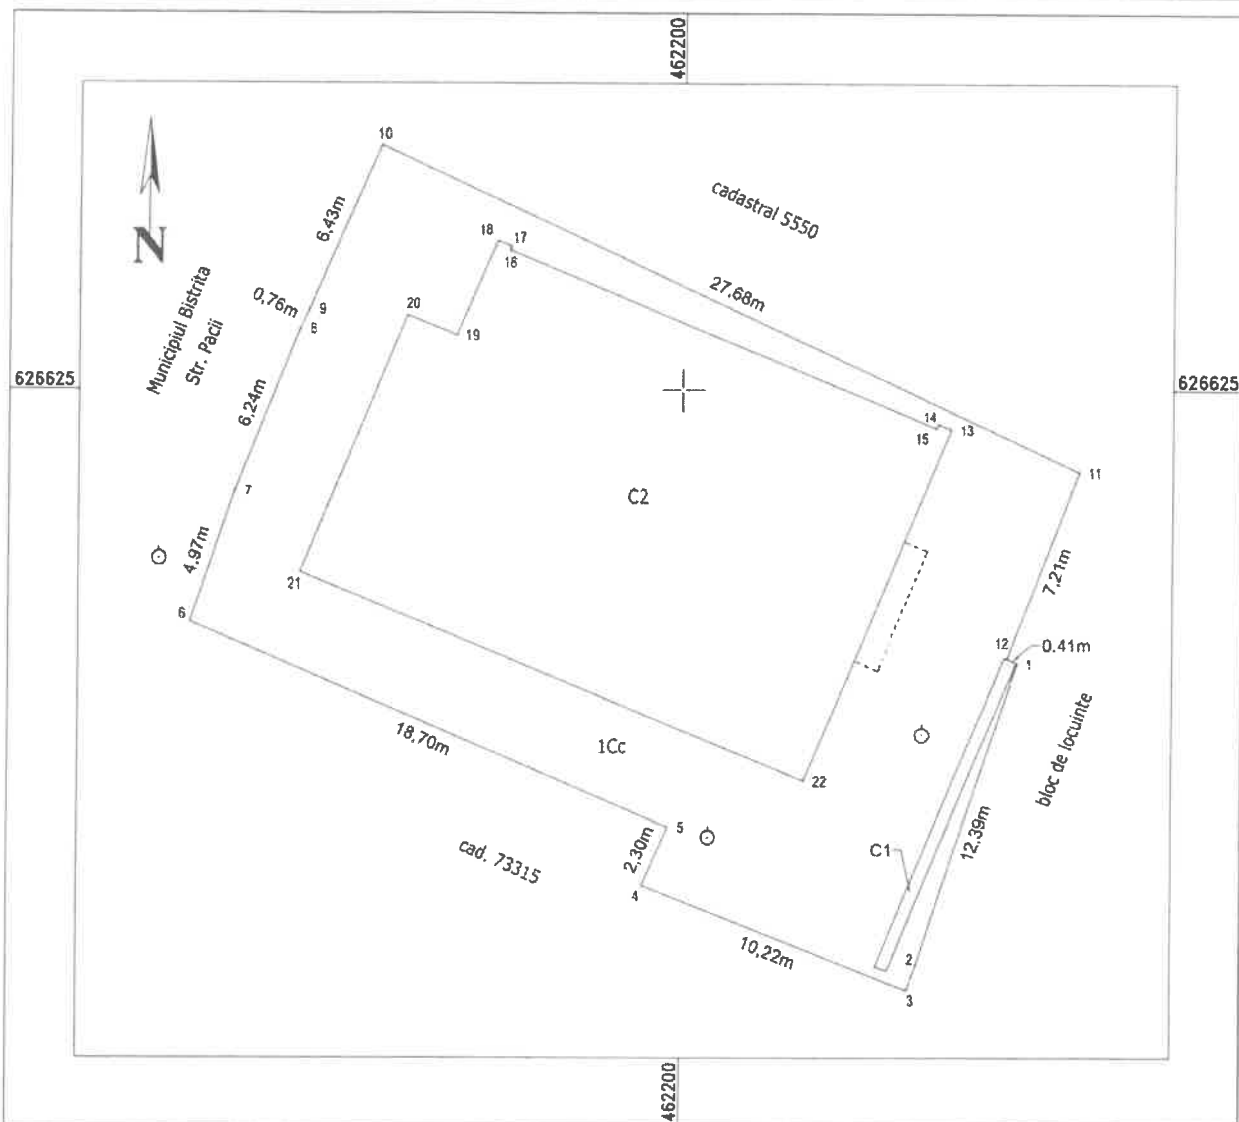 462200
10
cadastral 5550
6,43m
N
18
17
16
27,68m
Municipiul Bistrita
Str. Pacii
0,76m
9
8
20
19
626625
626625
6,24m
14
13
15
11
7
C2
4,97m
21
7,21m
6
12
0.41m
1
18,70m
1Cc
22
bloc de locuinte
5
2,30m
cad. 73315
12,39m
C1
4
10,22m
2
3
462200